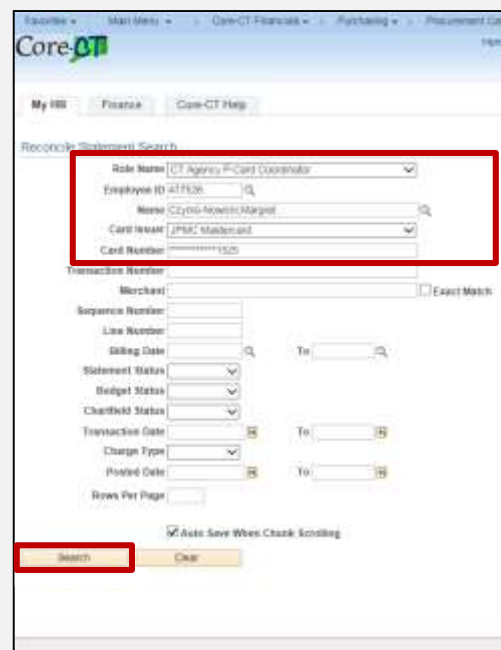 Favorites Main Menu Core-CT Financials Purchasing Procurement
Core-CT
My HR Finance Core-CT Help
Reconcile Statement Search
Role Name CT Agency P-Card Coordinator
Employee ID
Name
Card Issuer JPMC Mastercard
Card Number ************1525
Transaction Number
Merchant Exact Match
Sequence Number
Line Number
Billing Date To
Statement Status
Budget Status
Chartfield Status
Transaction Date To
Charge Type
Posted Date To
Rows Per Page
Auto Save When Chunk Scrolling
Search Clear